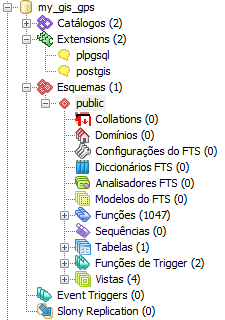 my_gis_gps
Catálogos (2)
Extensions (2)
plpgsql
postgis
Esquemas (1)
public
Collations (0)
Domínios (0)
Configurações do FTS (0)
Diccionários FTS (0)
Analisadores FTS (0)
Modelos do FTS (0)
Funções (1047)
Sequências (0)
Tabelas (1)
Funções de Trigger (2)
Vistas (4)
Event Triggers (0)
Slony Replication (0)